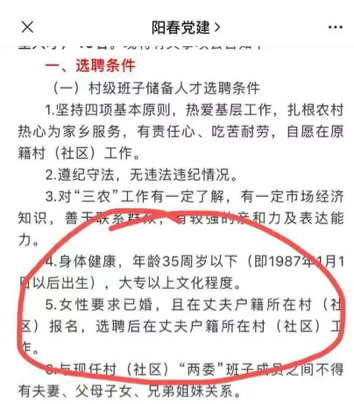 阳春党建
一、选聘条件
（一）村级班子储备人才选聘条件
1.坚持四项基本原则，热爱基层工作，扎根农村
热心为家乡服务，有责任心、吃苦耐劳，自愿在原
籍村（社区）工作。
2.遵纪守法，无违法违纪情况。
3.对“三农”工作有一定了解，有一定市场经济
知识，善于联系群众，有较强的亲和力及表达能
力。
4.身体健康，年龄35周岁以下（即1987年1月1
日以后出生），大专以上文化程度。
5.女性要求已婚，且在丈夫户籍所在村（社
区）报名，选聘后在丈夫户籍所在村（社区）工
作。
6.与现任村（社区）“两委”班子成员之间不得
有夫妻、父母子女、兄弟姐妹关系。